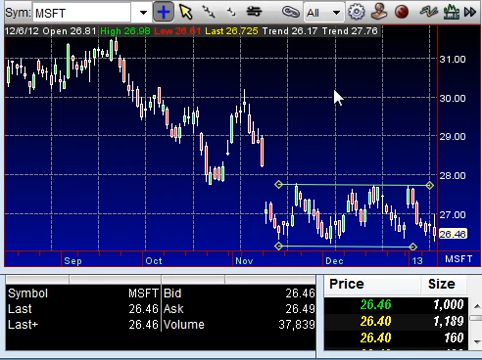 Sym: MSFT All
12/6/12 Open 26.81 High 26.98 Low 26.61 Last 26.725 Trend 26.17 Trend 27.76
31.00
30.00
29.00
28.00
27.00
26.46
Sep Oct Nov Dec 13 MSFT
Symbol MSFT Bid 26.46
Last 26.46 Ask 26.49
Last+ 26.46 Volume 37,839
Price Size
26.46 1,000
26.40 1,189
26.40 160